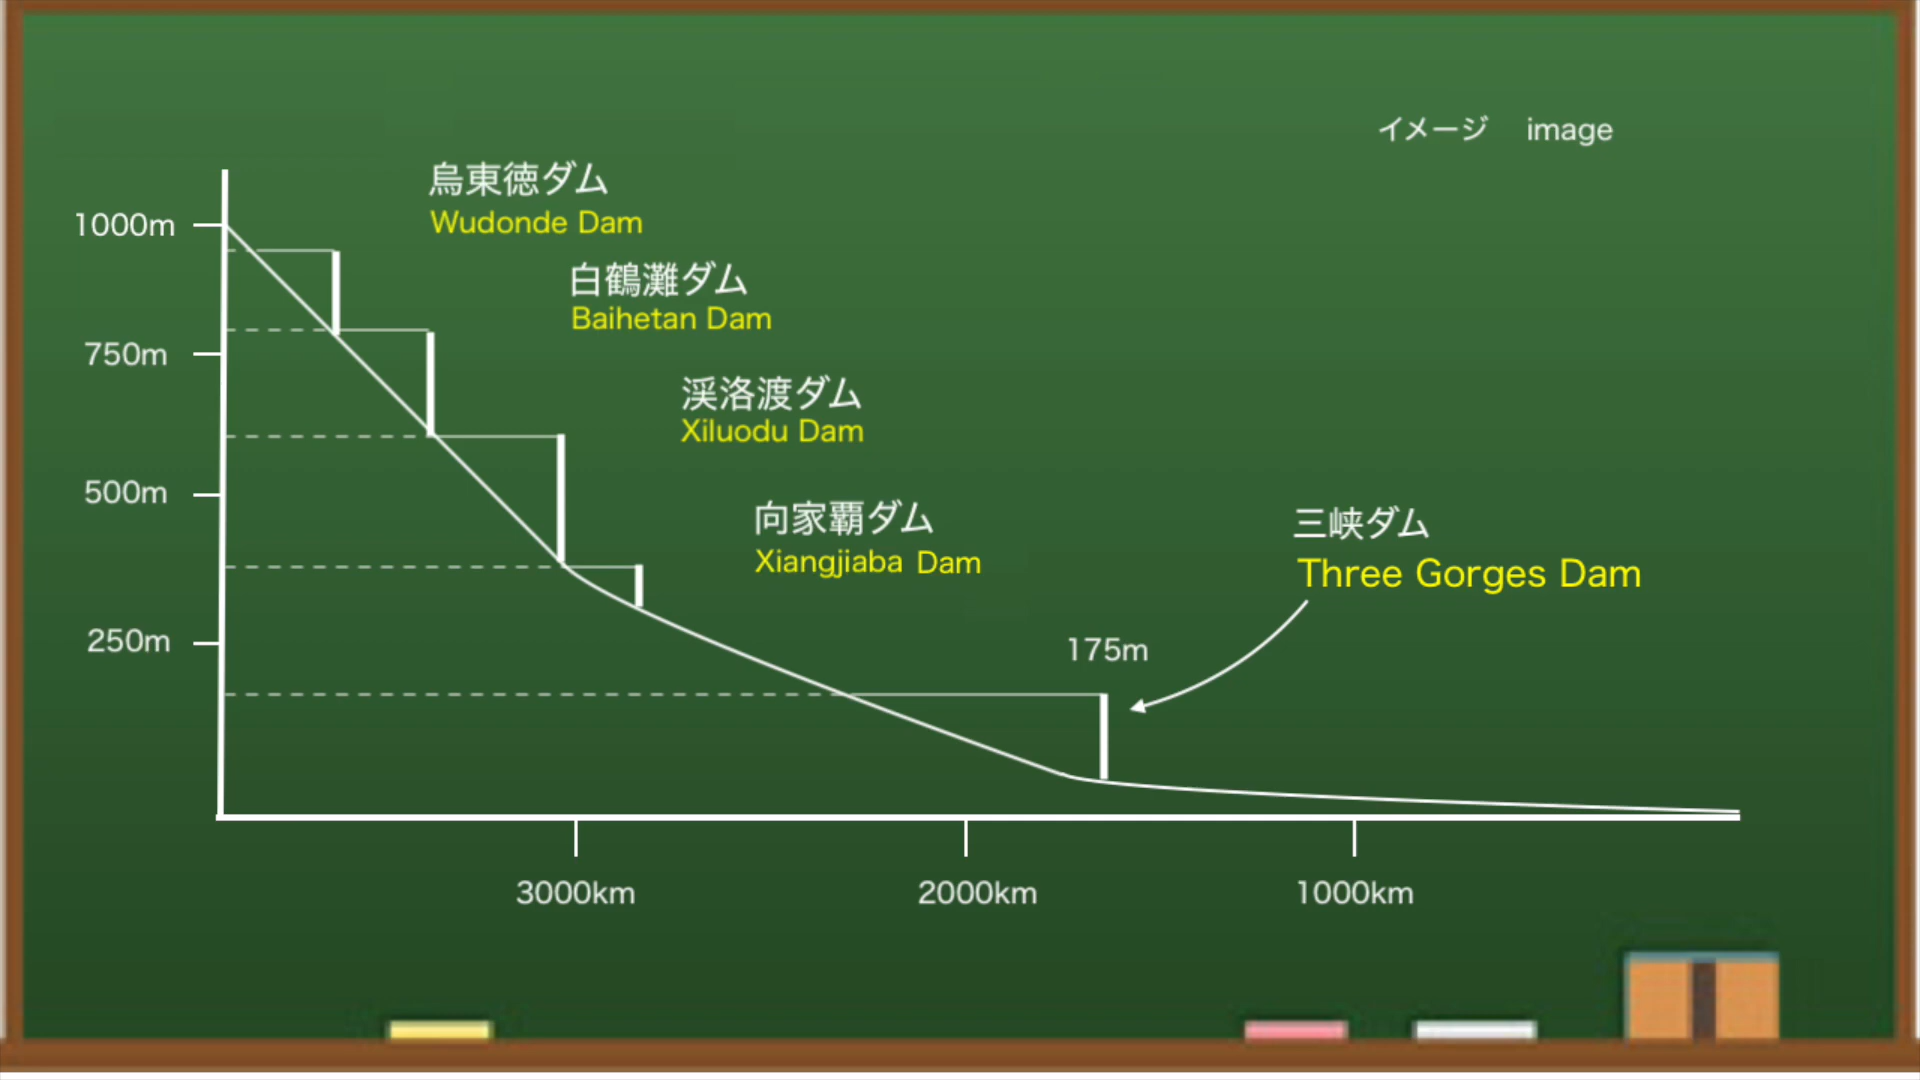 イメージ image
烏東徳ダム
Wudonde Dam
1000m
白鶴灘ダム
Baihetan Dam
750m
渓洛渡ダム
Xiluodu Dam
500m
向家覇ダム
Xiangjiaba Dam
三峡ダム
Three Gorges Dam
250m
175m
3000km
2000km
1000km